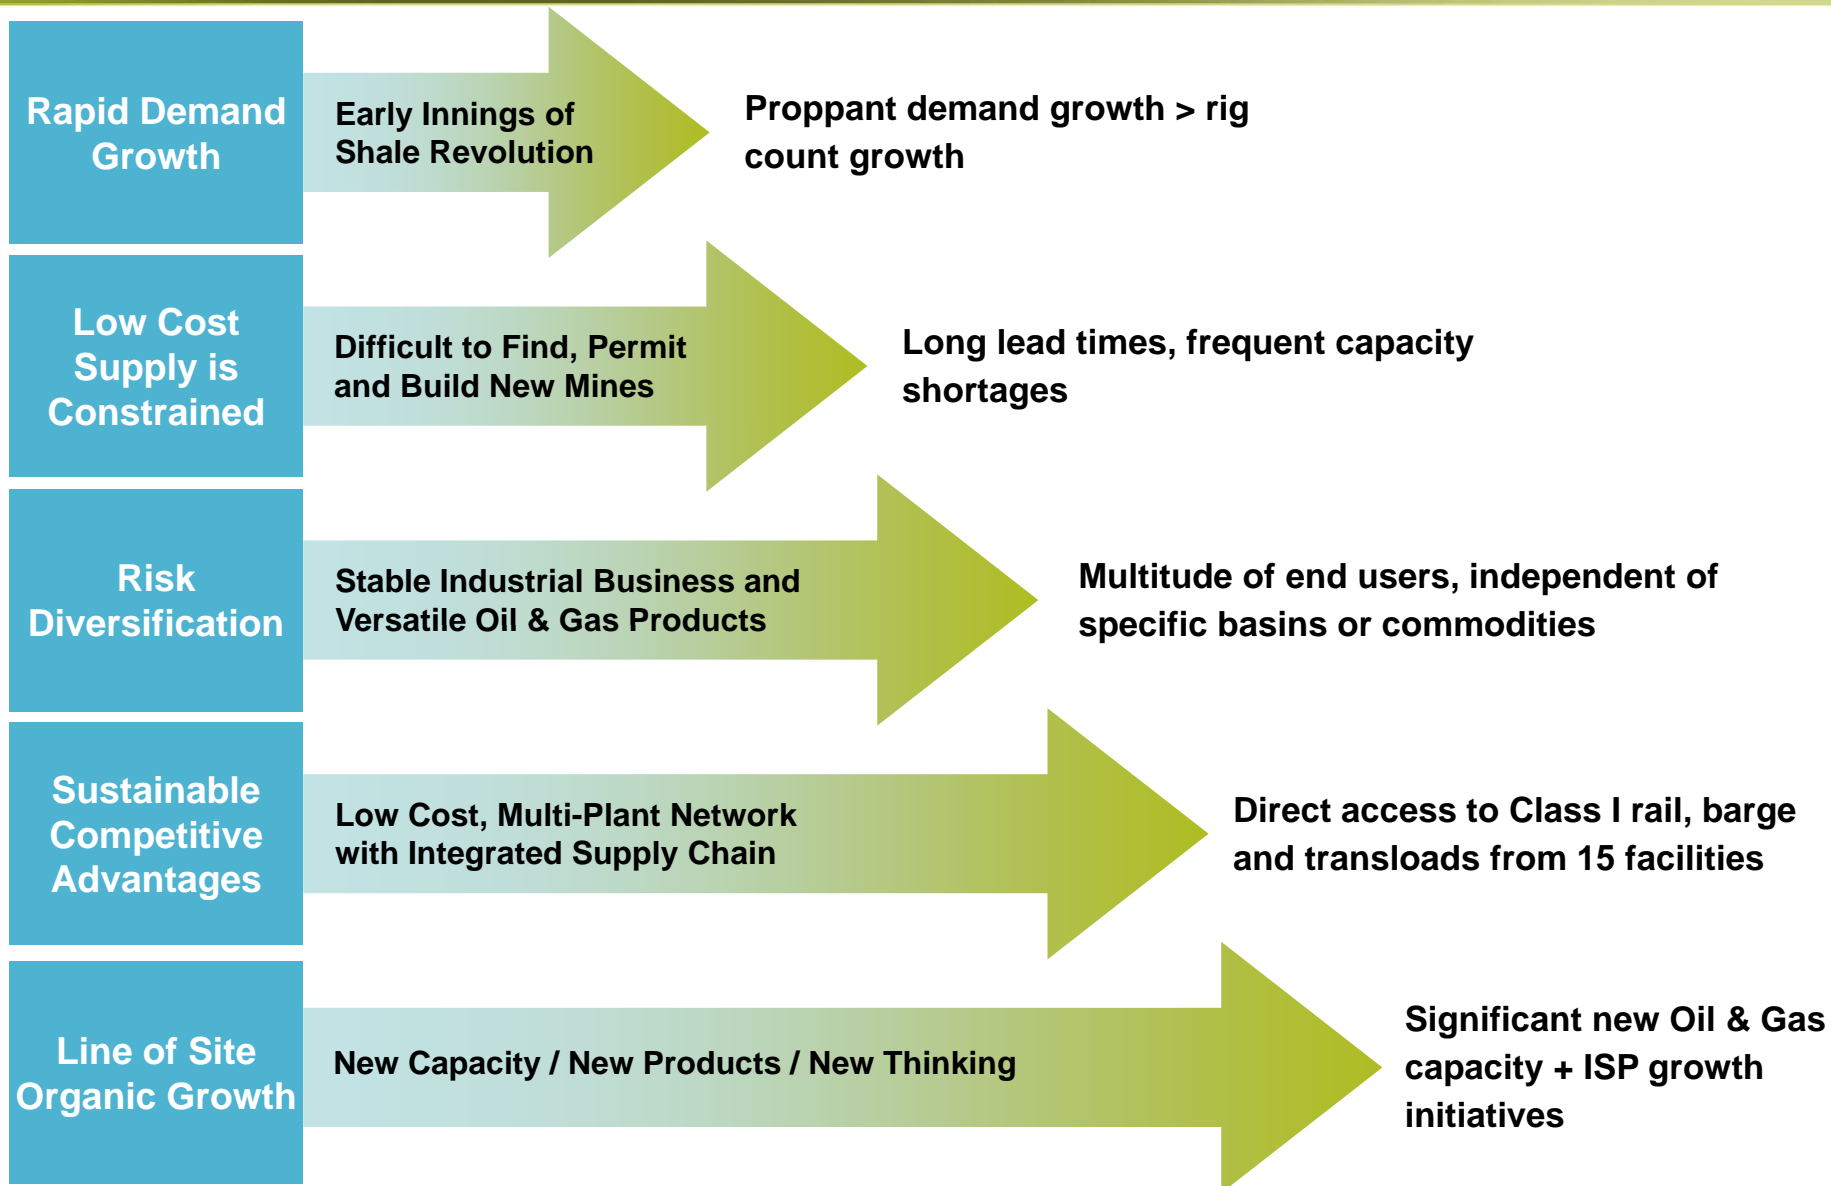 Rapid Demand
Growth
Early Innings of
Shale Revolution
Proppant demand growth > rig
count growth
Low Cost
Supply is
Constrained
Difficult to Find, Permit
and Build New Mines
Long lead times, frequent capacity
shortages
Risk
Diversification
Stable Industrial Business and
Versatile Oil & Gas Products
Multitude of end users, independent of
specific basins or commodities
Sustainable
Competitive
Advantages
Low Cost, Multi-Plant Network
with Integrated Supply Chain
Direct access to Class I rail, barge
and transloads from 15 facilities
Line of Site
Organic Growth
New Capacity / New Products / New Thinking
Significant new Oil & Gas
capacity + ISP growth
initiatives